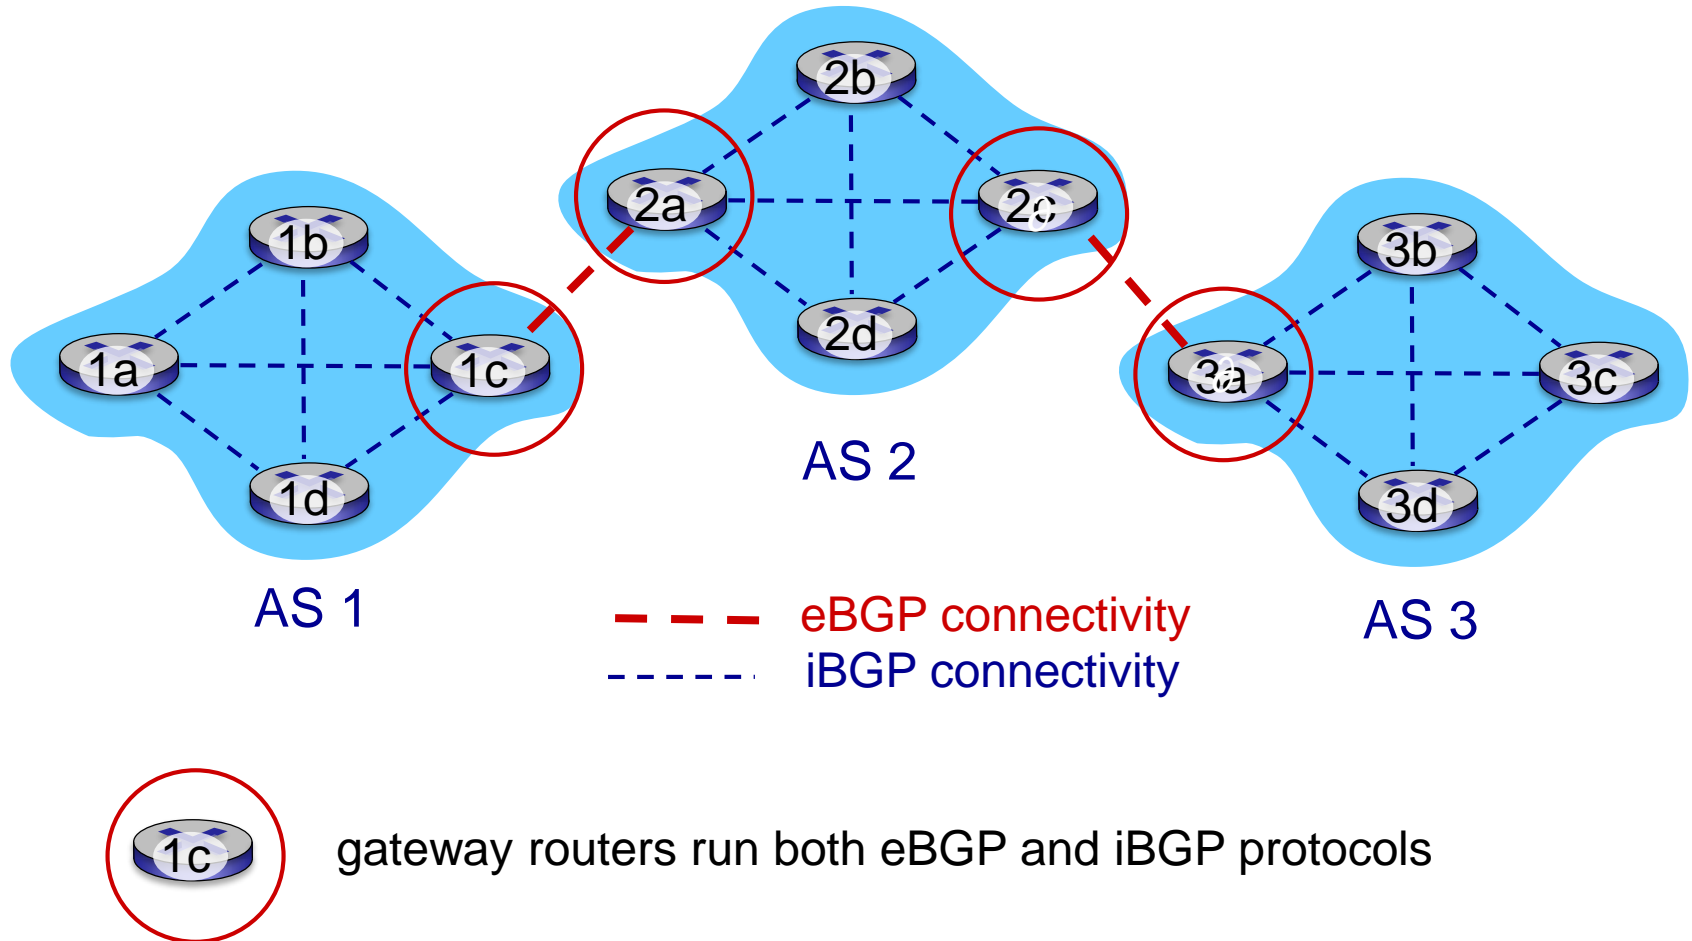 2b
2a
2c
1b
3b
2d
1a
1c
3a
3c
AS 2
1d
3d
AS 1
eBGP connectivity
AS 3
iBGP connectivity
1c
gateway routers run both eBGP and iBGP protocols